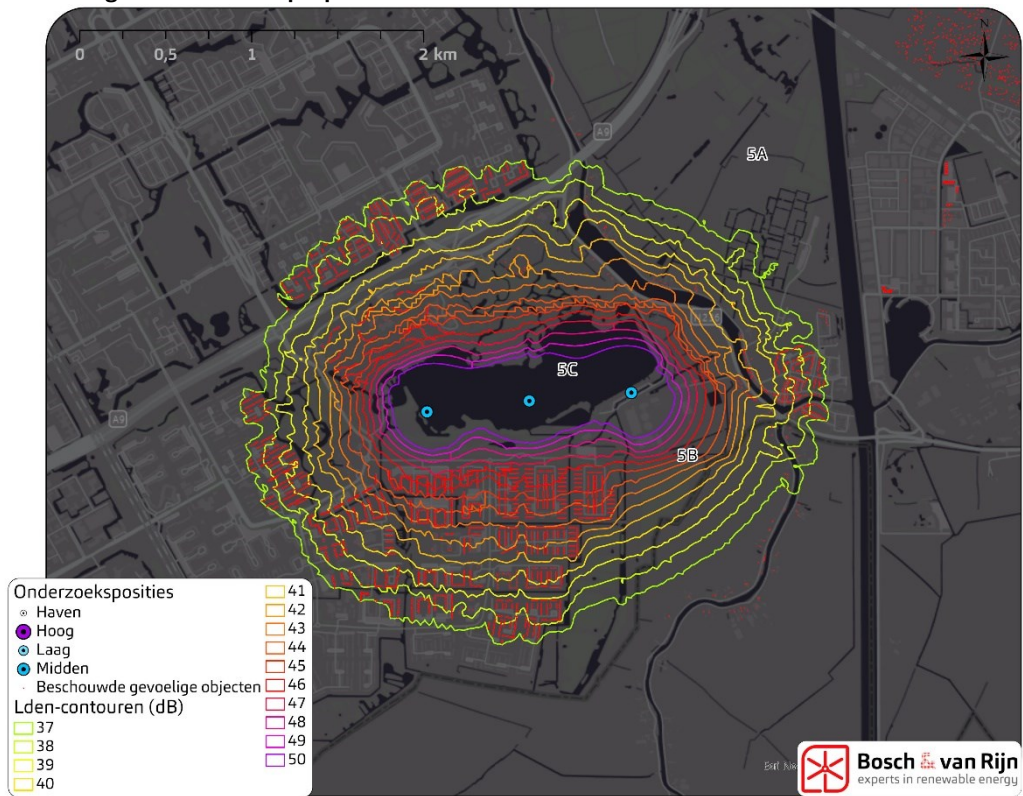 0 0,5 1 2 km
N
A9
5A
5C
A9
5B
Onderzoeksposities
Haven
Hoog
Laag
Midden
Beschouwde gevoelige objecten
Lden-contouren (dB)
37
38
39
40
41
42
43
44
45
46
47
48
49
50
Bosch & van Rijn
experts in renewable energy